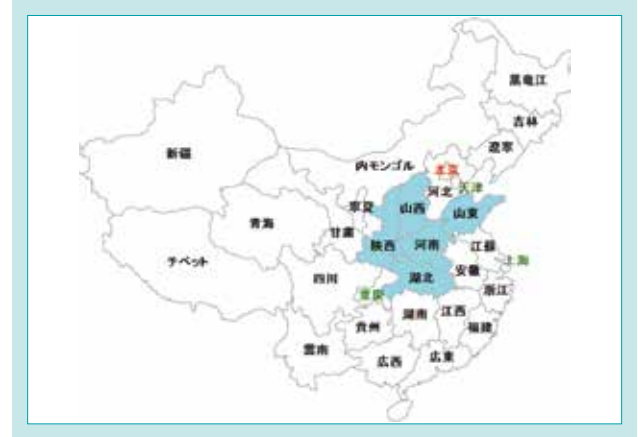 黒竜江
吉林
遼寧
新疆
内モンゴル
北京
河北
天津
寧夏
山西
山東
青海
甘粛
陝西
河南
江蘇
チベット
上海
四川
湖北
安徽
重慶
浙江
湖南
江西
貴州
福建
雲南
広西
広東